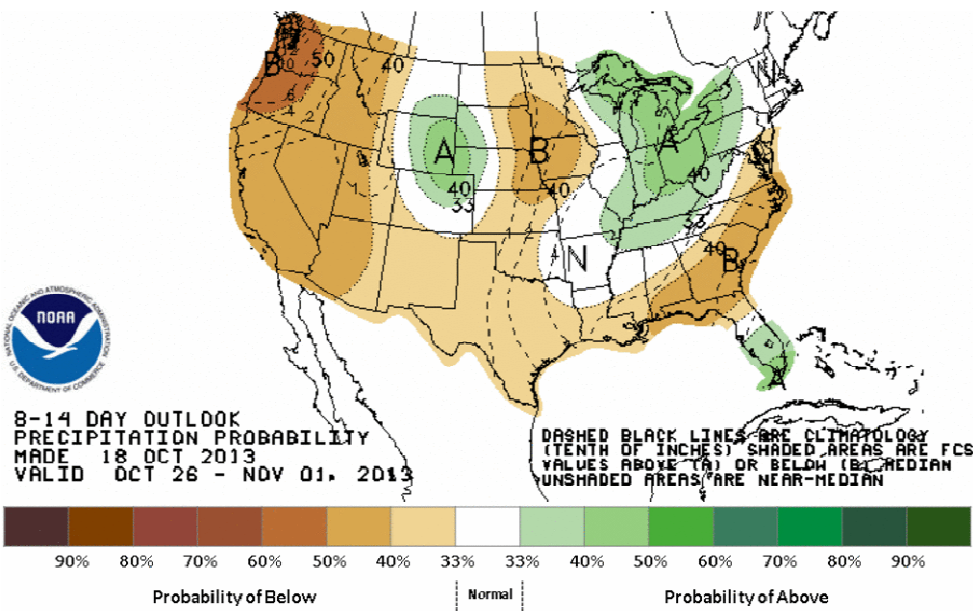 B 50 40
A 40 33
B 40
A 40
33
N
40 B
A
NATIONAL OCEANIC AND ATMOSPHERIC ADMINISTRATION
NOAA
U.S. DEPARTMENT OF COMMERCE
8-14 DAY OUTLOOK
PRECIPITATION PROBABILITY
MADE 18 OCT 2013
VALID OCT 26 - NOV 01, 2013
DASHED BLACK LINES ARE CLIMATOLOGY
(TENTH OF INCHES) SHADED AREAS ARE FCS
VALUES ABOVE (A) OR BELOW (B) MEDIAN
UNSHADED AREAS ARE NEAR-MEDIAN
90% 80% 70% 60% 50% 40% 33% 33% 40% 50% 60% 70% 80% 90%
Probability of Below Normal Probability of Above